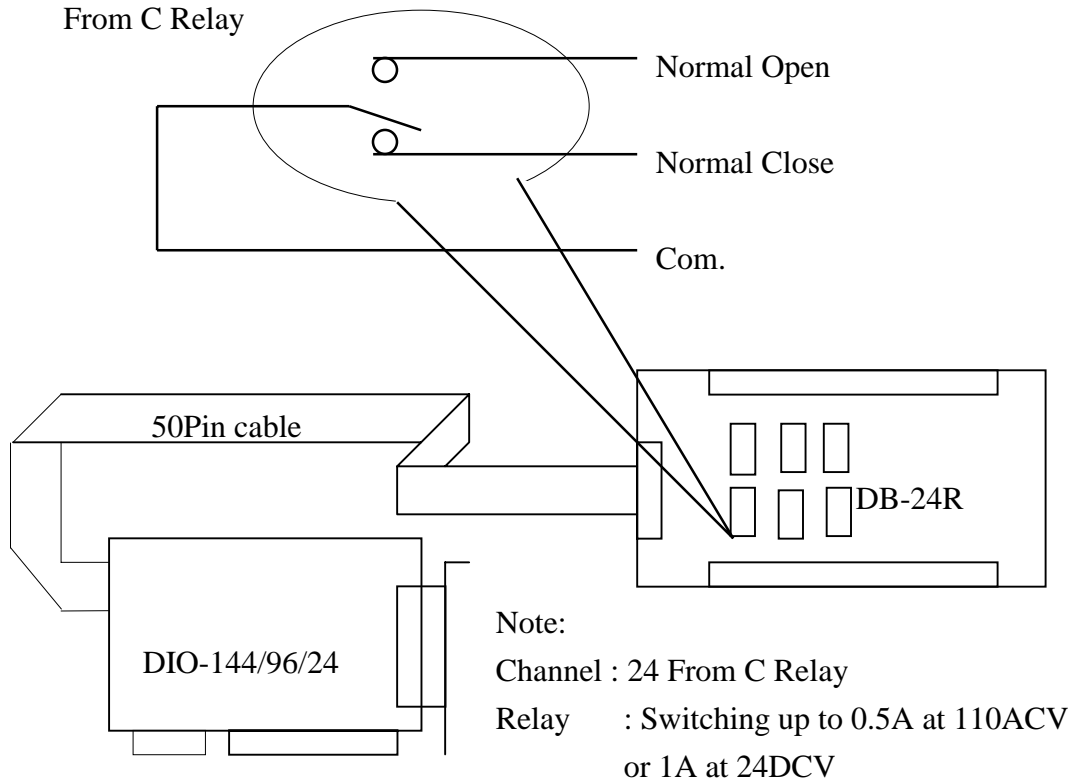 From C Relay
Normal Open
Normal Close
Com.
50Pin cable
DB-24R
DIO-144/96/24
Note:
Channel : 24 From C Relay
Relay : Switching up to 0.5A at 110ACV
or 1A at 24DCV